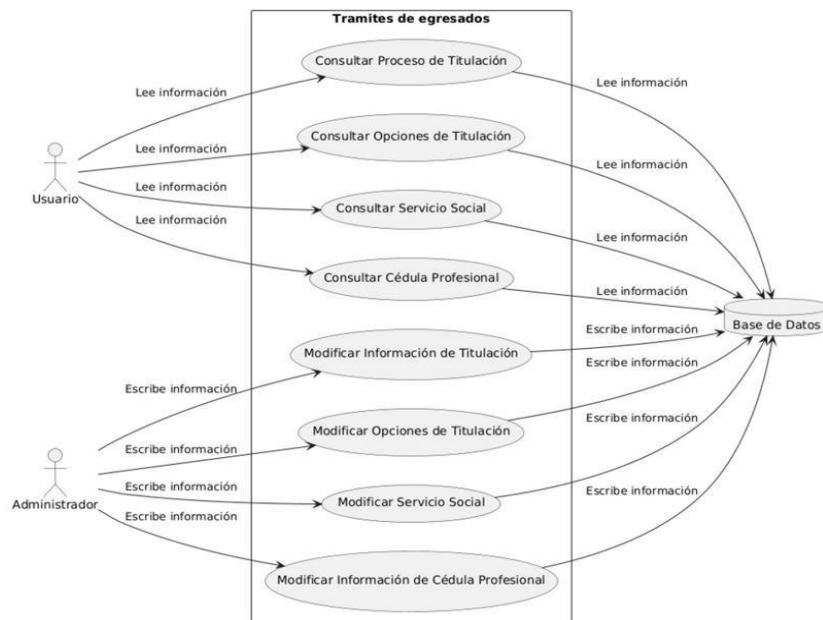 Tramites de egresados
Consultar Proceso de Titulación
Lee información
Lee información
Consultar Opciones de Titulación
Lee información
Lee información
Usuario
Lee información
Consultar Servicio Social
Lee información
Lee información
Consultar Cédula Profesional
Lee información
Base de Datos
Escribe información
Modificar Información de Titulación
Escribe información
Escribe información
Modificar Opciones de Titulación
Escribe información
Escribe información
Administrador
Escribe información
Modificar Servicio Social
Escribe información
Escribe información
Modificar Información de Cédula Profesional